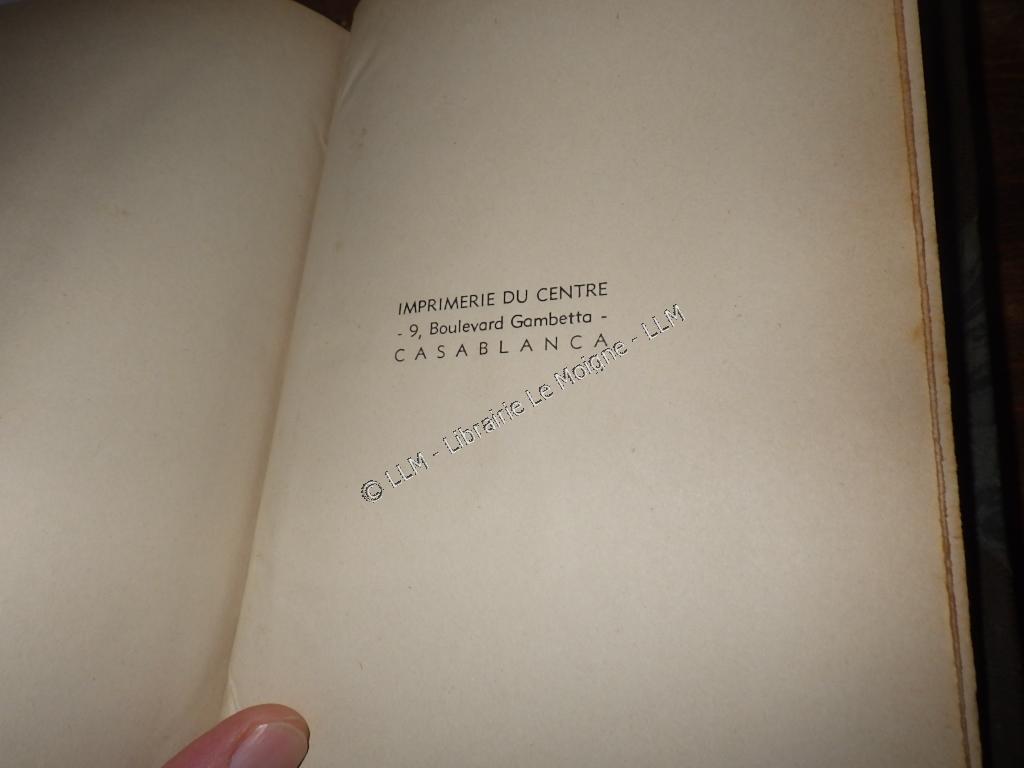 IMPRIMERIE DU CENTRE
- 9, Boulevard Gambetta -
CASABLANCA
© LLM - Librairie Le Moigne - LLM